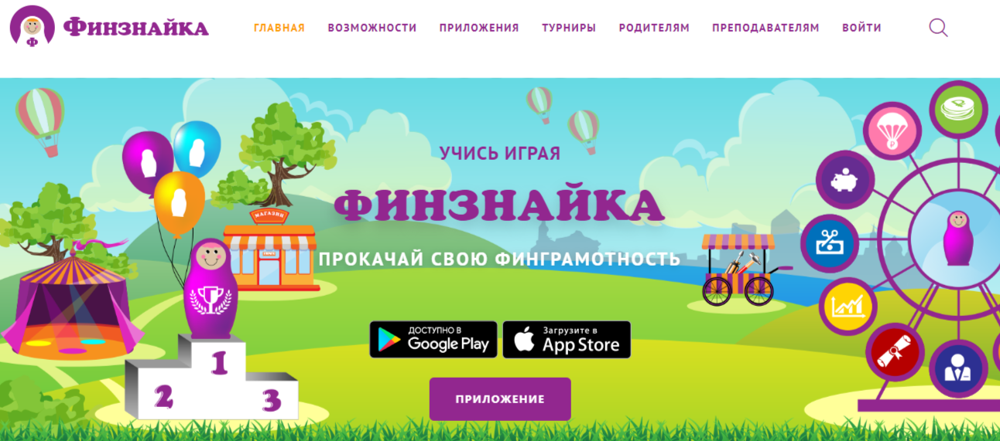 Ф
Финзнайка
ГЛАВНАЯ ВОЗМОЖНОСТИ ПРИЛОЖЕНИЯ ТУРНИРЫ РОДИТЕЛЯМ ПРЕПОДАВАТЕЛЯМ ВОЙТИ
УЧИСЬ ИГРАЯ
ФИНЗНАЙКА
МАГАЗИН
ПРОКАЧАЙ СВОЮ ФИНГРАМОТНОСТЬ
ДОСТУПНО В
Google Play
Загрузите в
App Store
1
2
3
ПРИЛОЖЕНИЕ